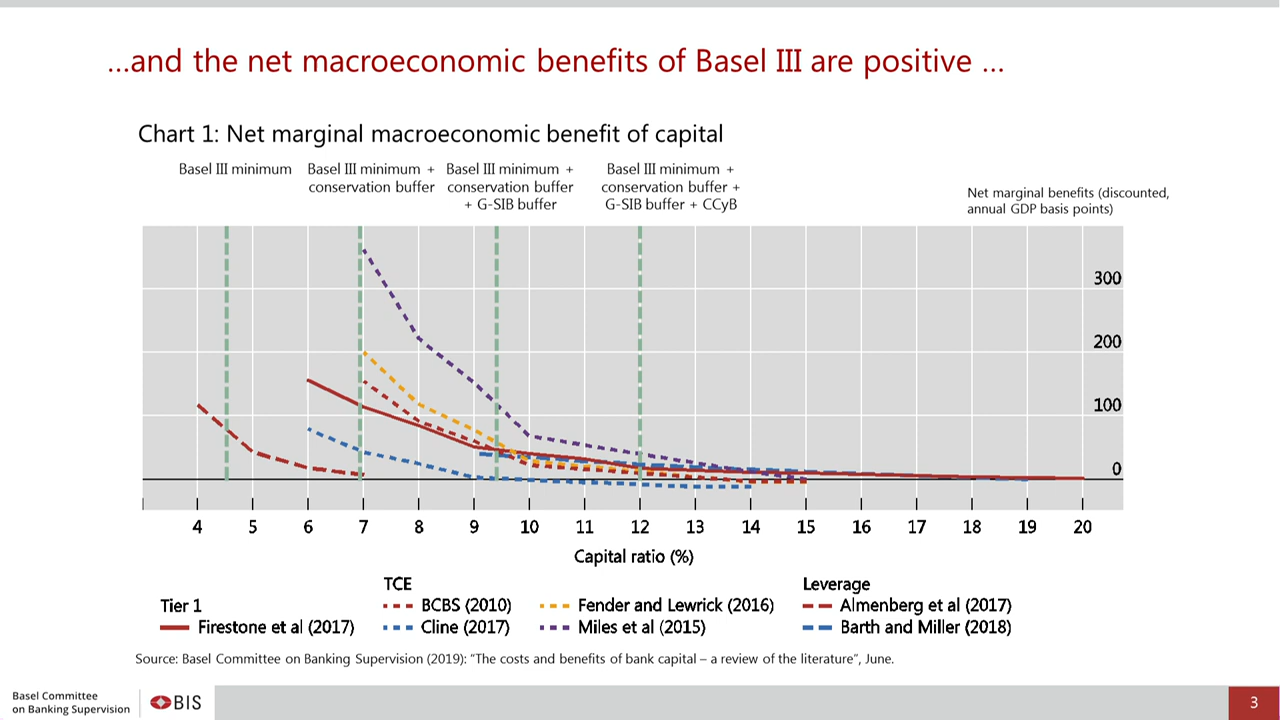 …and the net macroeconomic benefits of Basel III are positive …
Chart 1: Net marginal macroeconomic benefit of capital
Basel III minimum
Basel III minimum +
conservation buffer
Basel III minimum +
conservation buffer
+ G-SIB buffer
Basel III minimum +
conservation buffer +
G-SIB buffer + CCyB
Net marginal benefits (discounted,
annual GDP basis points)
300
200
100
0
4 5 6 7 8 9 10 11 12 13 14 15 16 17 18 19 20
Capital ratio (%)
Tier 1
Firestone et al (2017)
TCE
BCBS (2010)
Cline (2017)
Fender and Lewrick (2016)
Miles et al (2015)
Leverage
Almenberg et al (2017)
Barth and Miller (2018)
Source: Basel Committee on Banking Supervision (2019): “The costs and benefits of bank capital – a review of the literature”, June.
Basel Committee
on Banking Supervision
BIS
3